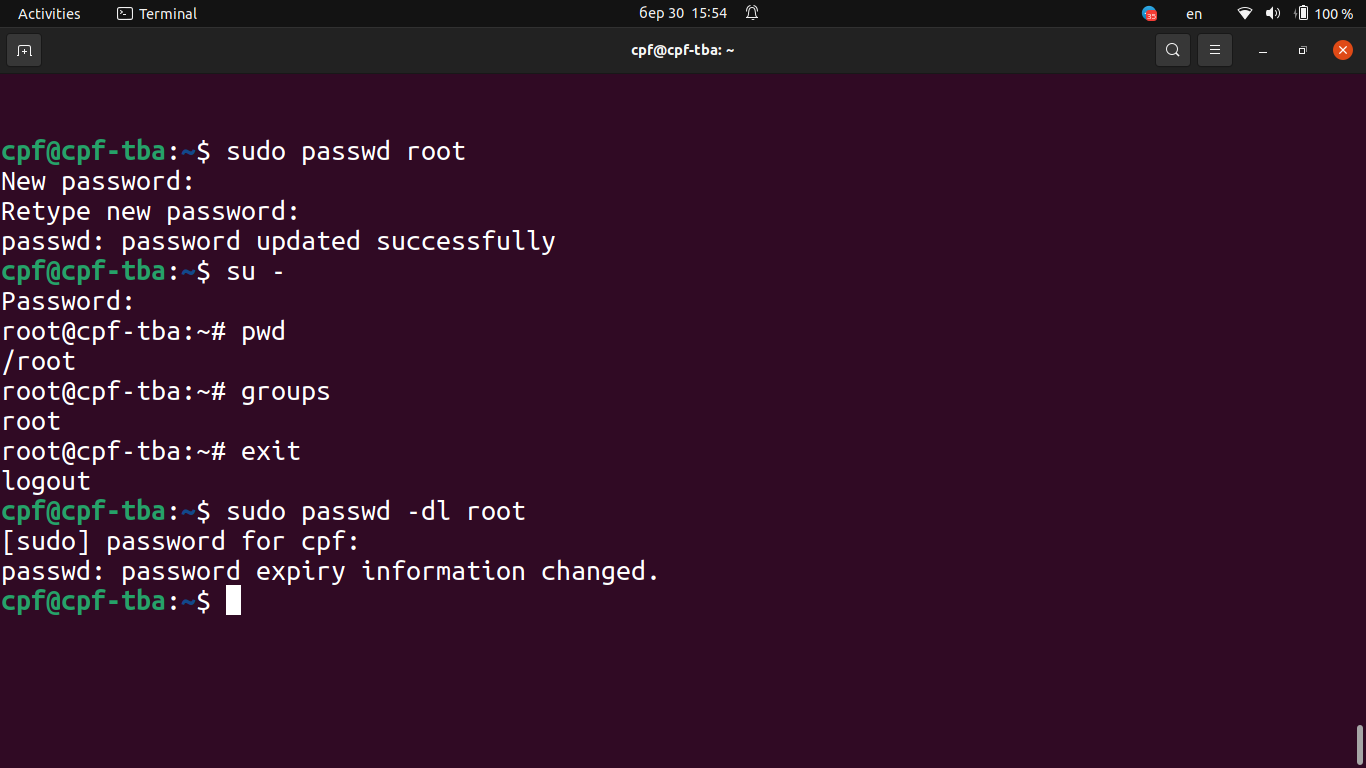 Activities Terminal бер 30 15:54 35 en 100 %
cpf@cpf-tba: ~
cpf@cpf-tba:~$ sudo passwd root
New password:
Retype new password:
passwd: password updated successfully
cpf@cpf-tba:~$ su -
Password:
root@cpf-tba:~# pwd
/root
root@cpf-tba:~# groups
root
root@cpf-tba:~# exit
logout
cpf@cpf-tba:~$ sudo passwd -dl root
[sudo] password for cpf:
passwd: password expiry information changed.
cpf@cpf-tba:~$